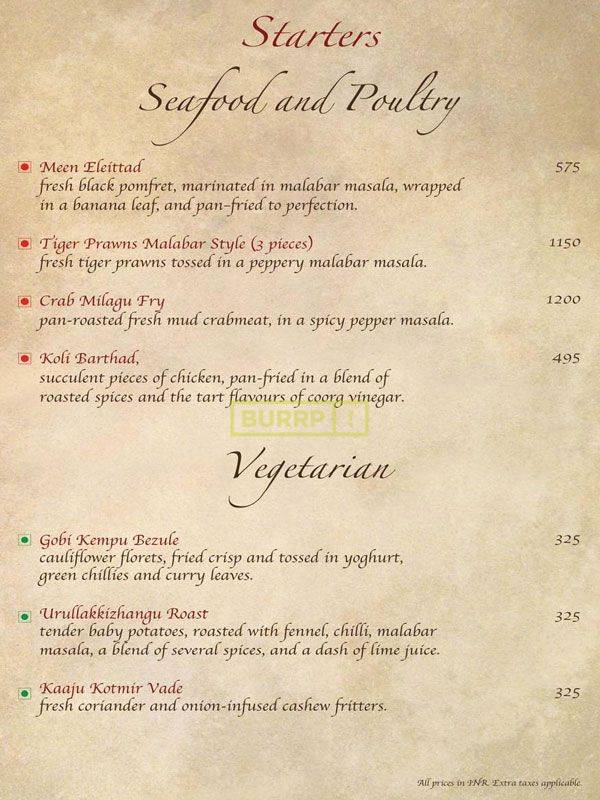 Starters
Seafood and Poultry
Meen Eleittad 575
fresh black pomfret, marinated in malabar masala, wrapped
in a banana leaf, and pan-fried to perfection.
Tiger Prawns Malabar Style (3 pieces) 1150
fresh tiger prawns tossed in a peppery malabar masala.
Crab Milagu Fry 1200
pan-roasted fresh mud crabmeat, in a spicy pepper masala.
Koli Barthad, 495
succulent pieces of chicken, pan-fried in a blend of
roasted spices and the tart flavours of coorg vinegar.
BURRP!
Vegetarian
Gobi Kempu Bezule 325
cauliflower florets, fried crisp and tossed in yoghurt,
green chillies and curry leaves.
Urullakkizhangu Roast 325
tender baby potatoes, roasted with fennel, chilli, malabar
masala, a blend of several spices, and a dash of lime juice.
Kaaju Kotmir Vade 325
fresh coriander and onion-infused cashew fritters.
All prices in INR. Extra taxes applicable.